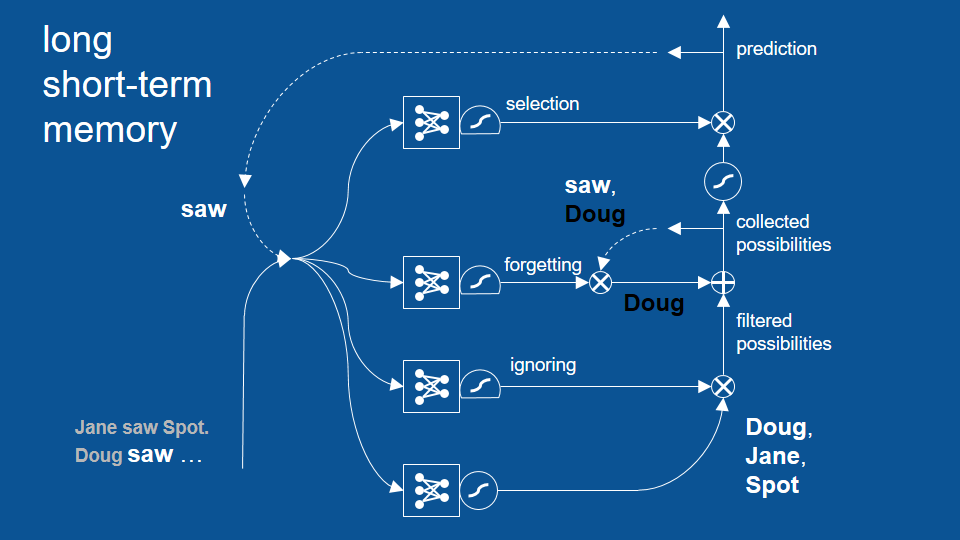 long
short-term
memory
prediction
selection
saw
saw,
Doug
collected
possibilities
forgetting
Doug
filtered
possibilities
ignoring
Jane saw Spot.
Doug saw ...
Doug,
Jane,
Spot